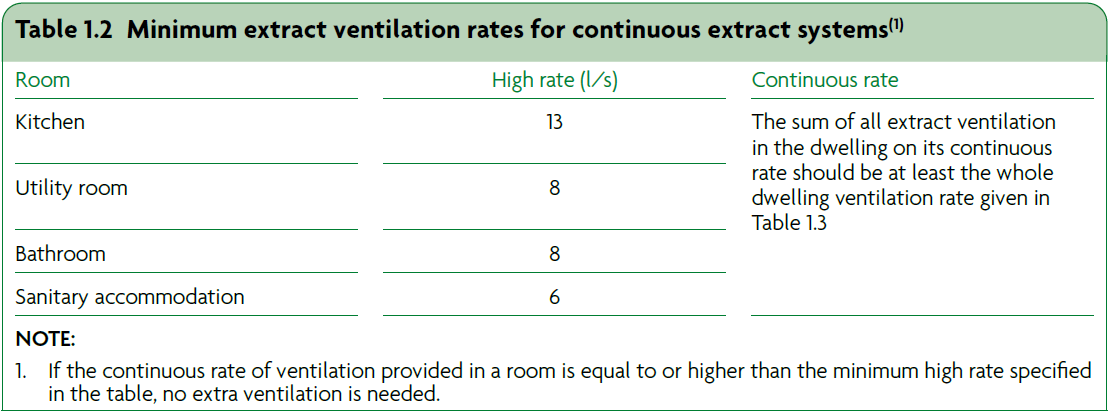 Table 1.2 Minimum extract ventilation rates for continuous extract systems(1)
Room High rate (l/s) Continuous rate
Kitchen 13 The sum of all extract ventilation
in the dwelling on its continuous
rate should be at least the whole
Utility room 8 dwelling ventilation rate given in
Table 1.3
Bathroom 8
Sanitary accommodation 6
NOTE:
1. If the continuous rate of ventilation provided in a room is equal to or higher than the minimum high rate specified
in the table, no extra ventilation is needed.